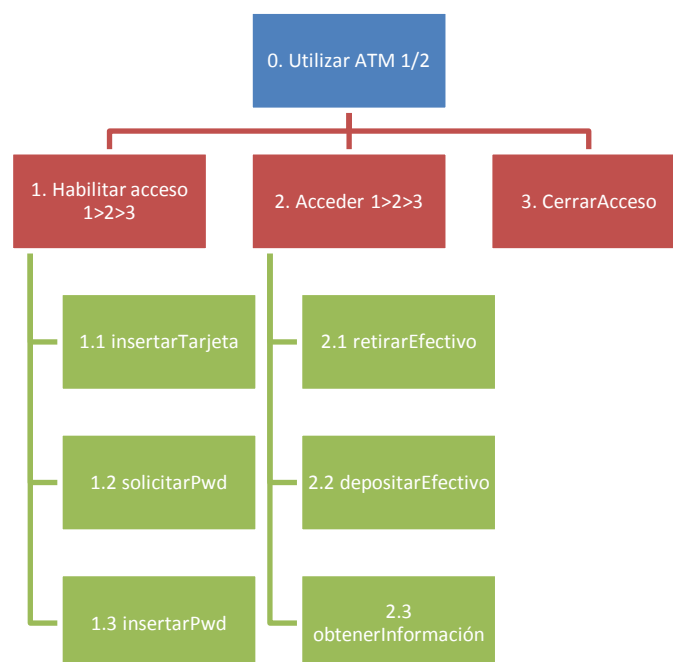 0. Utilizar ATM 1/2
1. Habilitar acceso
1>2>3
2. Acceder 1>2>3
3. CerrarAcceso
1.1 insertarTarjeta
2.1 retirarEfectivo
1.2 solicitarPwd
2.2 depositarEfectivo
1.3 insertarPwd
2.3
obtenerInformación